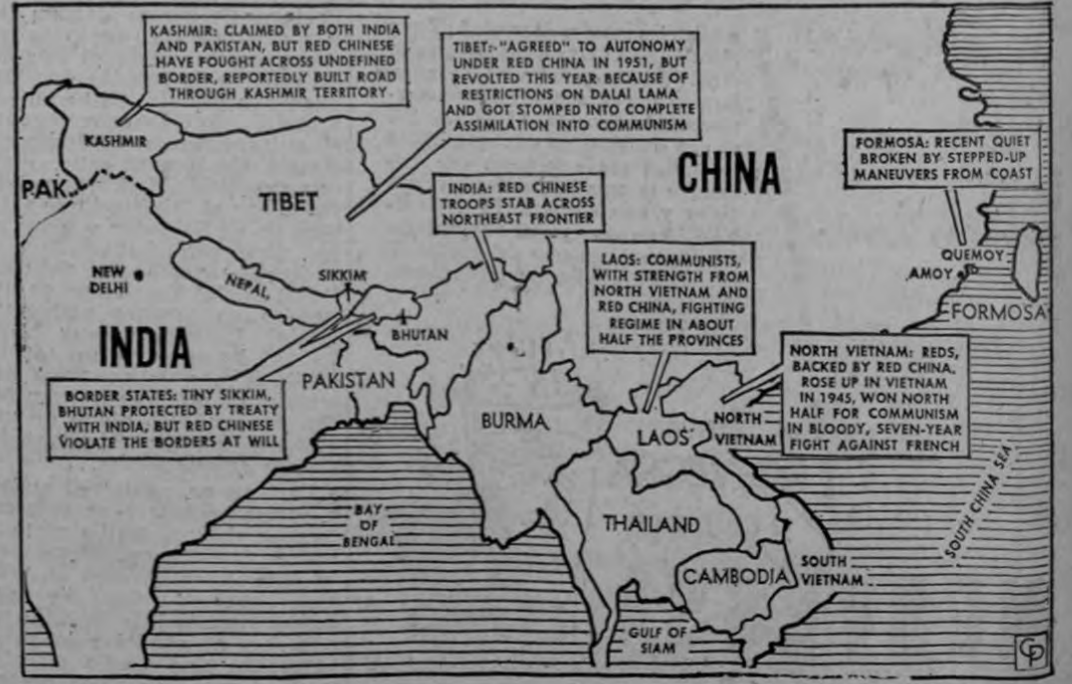 KASHMIR: CLAIMED BY BOTH INDIA
AND PAKISTAN, BUT RED CHINESE
HAVE FOUGHT ACROSS UNDEFINED
BORDER, REPORTEDLY BUILT ROAD
THROUGH KASHMIR TERRITORY
TIBET: "AGREED" TO AUTONOMY
UNDER RED CHINA IN 1951, BUT
REVOLTED THIS YEAR BECAUSE OF
RESTRICTIONS ON DALAI LAMA
AND GOT STOMPED INTO COMPLETE
ASSIMILATION INTO COMMUNISM
FORMOSA: RECENT QUIET
BROKEN BY STEPPED-UP
MANEUVERS FROM COAST
KASHMIR
CHINA
PAK.
TIBET
INDIA: RED CHINESE
TROOPS STAB ACROSS
NORTHEAST FRONTIER
LAOS: COMMUNISTS,
WITH STRENGTH FROM
NORTH VIETNAM AND
RED CHINA, FIGHTING
REGIME IN ABOUT
HALF THE PROVINCES
QUEMOY
AMOY
FORMOSA
NEW
DELHI
NEPAL
SIKKIM
BHUTAN
INDIA
PAKISTAN
BORDER STATES: TINY SIKKIM,
BHUTAN PROTECTED BY TREATY
WITH INDIA, BUT RED CHINESE
VIOLATE THE BORDERS AT WILL
NORTH VIETNAM: REDS,
BACKED BY RED CHINA,
ROSE UP IN VIETNAM
IN 1945, WON NORTH
HALF FOR COMMUNISM
IN BLOODY, SEVEN-YEAR
FIGHT AGAINST FRENCH
BURMA
LAOS
NORTH
VIETNAM
SOUTH CHINA SEA
BAY
OF
BENGAL
THAILAND
CAMBODIA
SOUTH
VIETNAM
GULF OF
SIAM
CP